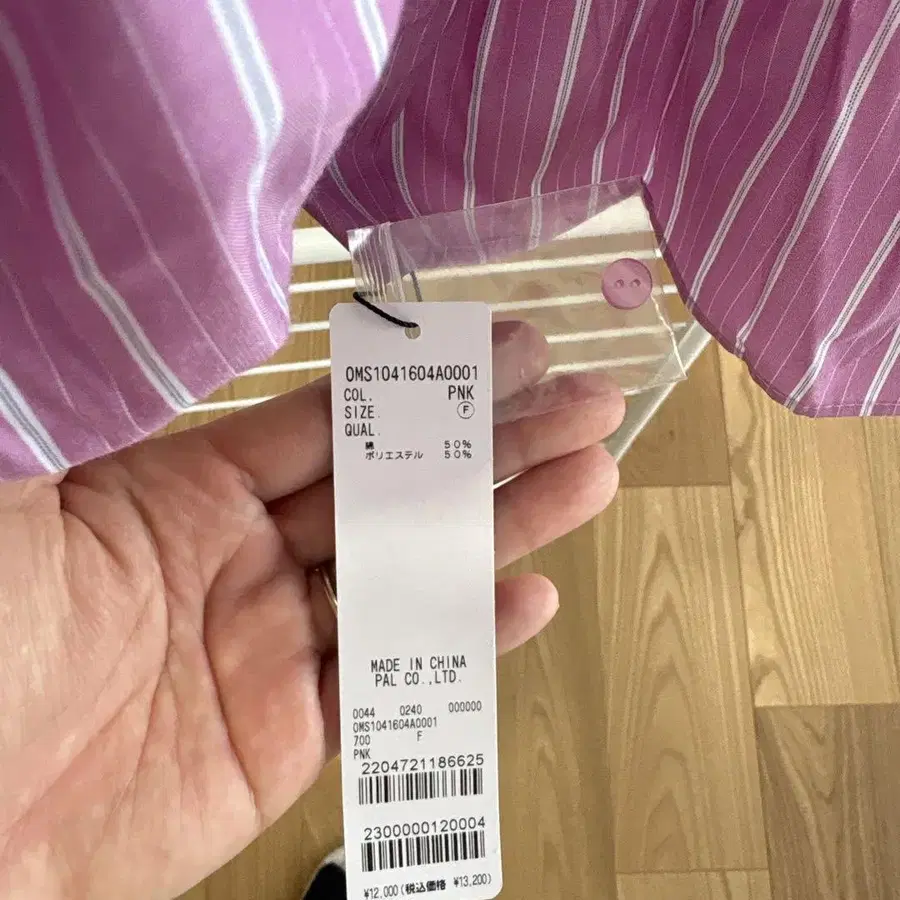 OMS1041604A0001
COL. PNK
SIZE. F
QUAL.
綿 50%
ポリエステル 50%
MADE IN CHINA
PAL CO.,LTD.
0044 0240 000000
OMS1041604A0001
700 F
PNK
2204721186625
2300000120004
¥12,000(税込価格 ¥13,200)